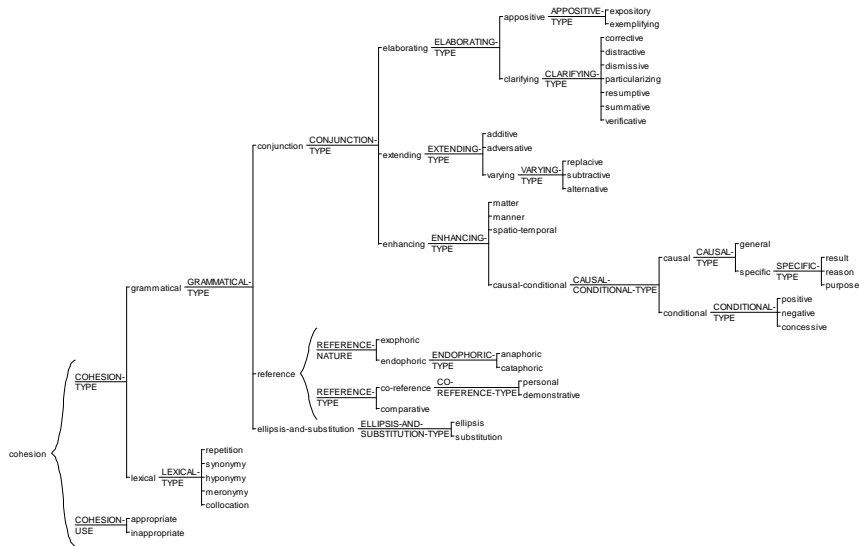 APPOSITIVE-
expository
appositive
TYPE
exemplifying
ELABORATING-
corrective
elaborating
TYPE
distractive
dismissive
clarifying
CLARIFYING-
particularizing
TYPE
resumptive
summative
verificative
CONJUNCTION-
conjunction
TYPE
additive
adversative
extending
EXTENDING-
TYPE
replacive
varying
VARYING-
subtractive
TYPE
alternative
matter
manner
enhancing
ENHANCING-
spatio-temporal
TYPE
general
causal
CAUSAL-
TYPE
result
specific
SPECIFIC-
reason
TYPE
purpose
causal-conditional
CAUSAL-
CONDITIONAL-TYPE
positive
conditional
CONDITIONAL-
negative
TYPE
concessive
grammatical
GRAMMATICAL-
TYPE
REFERENCE-
exophoric
NATURE
endophoric
ENDOPHORIC-
anaphoric
TYPE
cataphoric
reference
COHESION-
TYPE
REFERENCE-
co-reference
CO-
personal
TYPE
REFERENCE-TYPE
demonstrative
comparative
ellipsis-and-substitution
ELLIPSIS-AND-
ellipsis
SUBSTITUTION-TYPE
substitution
cohesion
repetition
synonymy
lexical
LEXICAL-
hyponymy
TYPE
meronymy
collocation
COHESION-
appropriate
USE
inappropriate